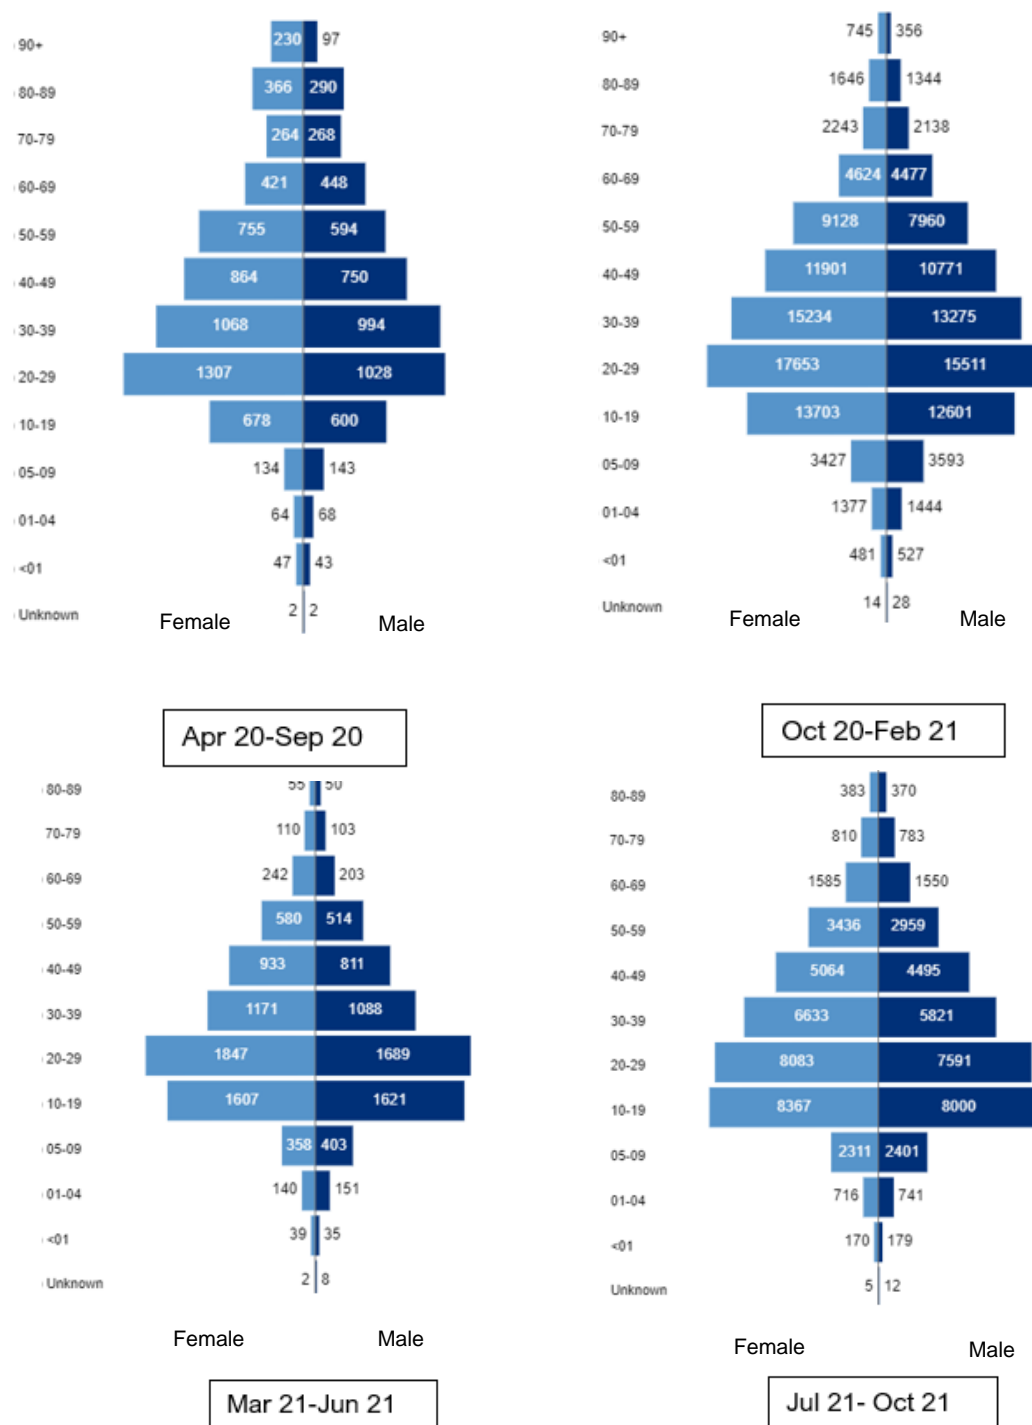 90+ 230 97
80-89 366 290
70-79 264 268
60-69 421 448
50-59 755 594
40-49 864 750
30-39 1068 994
20-29 1307 1028
10-19 678 600
05-09 134 143
01-04 64 68
<01 47 43
Unknown 2 2
Female Male
Apr 20-Sep 20
90+ 745 356
80-89 1646 1344
70-79 2243 2138
60-69 4624 4477
50-59 9128 7960
40-49 11901 10771
30-39 15234 13275
20-29 17653 15511
10-19 13703 12601
05-09 3427 3593
01-04 1377 1444
<01 481 527
Unknown 14 28
Female Male
Oct 20-Feb 21
80-89 55 50
70-79 110 103
60-69 242 203
50-59 580 514
40-49 933 811
30-39 1171 1088
20-29 1847 1689
10-19 1607 1621
05-09 358 403
01-04 140 151
<01 39 35
Unknown 2 8
Female Male
Mar 21-Jun 21
80-89 383 370
70-79 810 783
60-69 1585 1550
50-59 3436 2959
40-49 5064 4495
30-39 6633 5821
20-29 8083 7591
10-19 8367 8000
05-09 2311 2401
01-04 716 741
<01 170 179
Unknown 5 12
Female Male
Jul 21- Oct 21